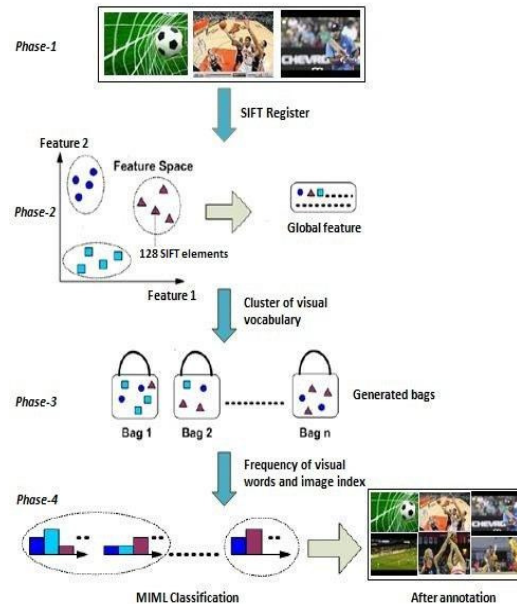 Phase-1
CHEVRG
SIFT Register
Feature 2
Feature Space
Phase-2
128 SIFT elements
Global feature
Feature 1
Cluster of visual
vocabulary
Phase-3
Generated bags
Bag 1
Bag 2
Bag n
Frequency of visual
words and image index
Phase-4
MIML Classification
After annotation